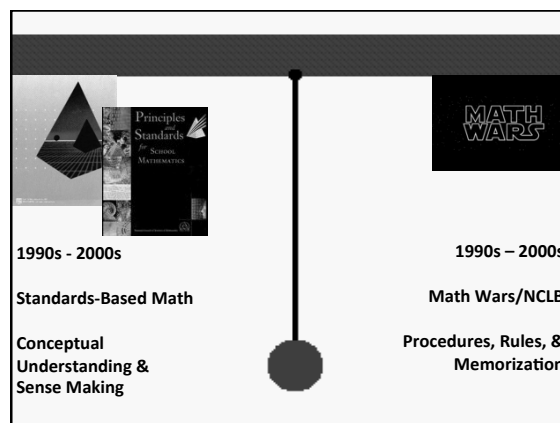 Principles
and
Standards
for SCHOOL
MATHEMATICS
MATH
WARS
1990s - 2000s
Standards-Based Math
Conceptual
Understanding &
Sense Making
1990s – 2000s
Math Wars/NCLB
Procedures, Rules, &
Memorization